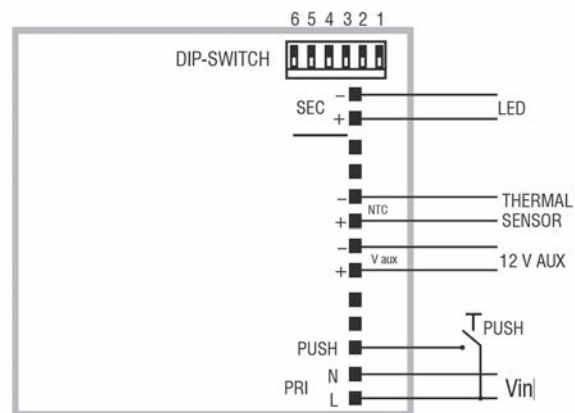 6 5 4 3 2 1
DIP-SWITCH
−
SEC
LED
+
−
THERMAL
NTC
+
SENSOR
−
V aux
12 V AUX
+
PUSH
PUSH
N
PRI
Vin
L